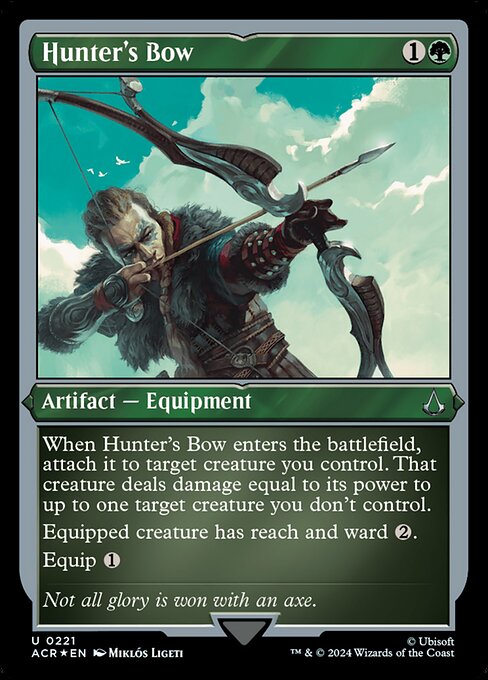 Hunter's Bow 1
Artifact — Equipment
When Hunter's Bow enters the battlefield,
attach it to target creature you control. That
creature deals damage equal to its power to
up to one target creature you don't control.
Equipped creature has reach and ward 2.
Equip 1
Not all glory is won with an axe.
U 0221
ACR★EN Miklós Ligeti
© Ubisoft
™ & © 2024 Wizards of the Coast